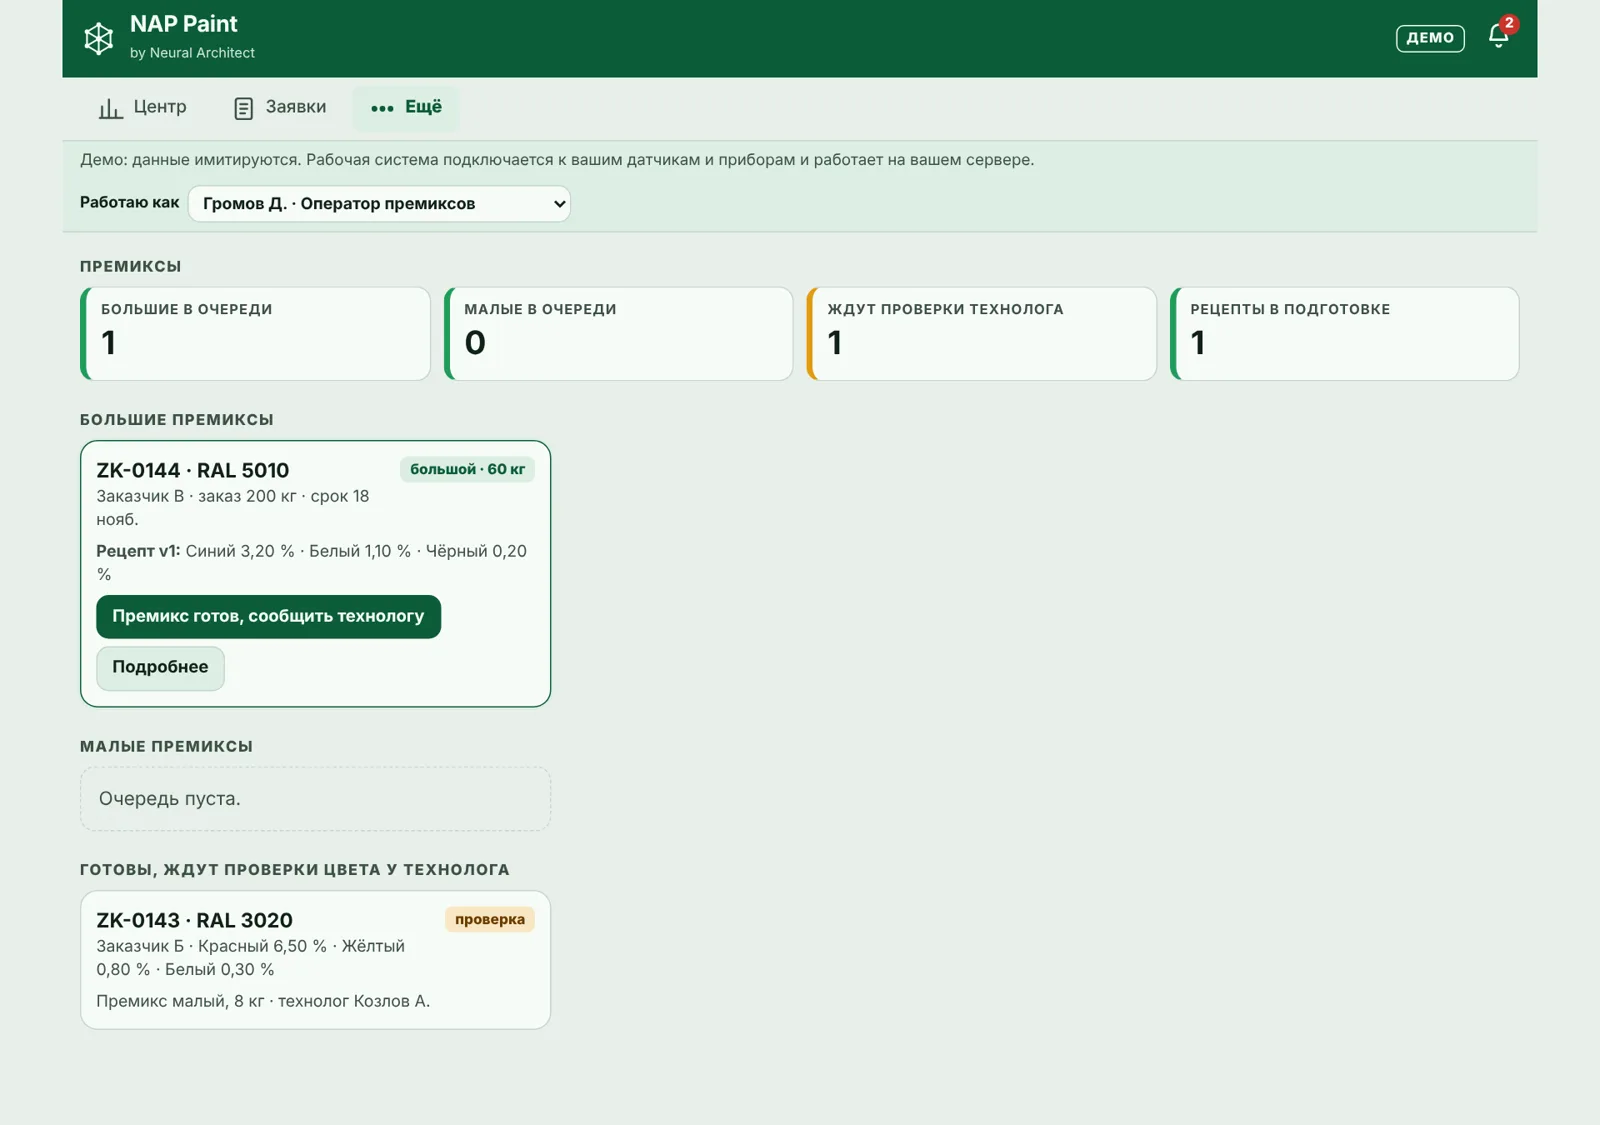 NAP Paint
by Neural Architect
ДЕМО
2
Центр
Заявки
Ещё
Демо: данные имитируются. Рабочая система подключается к вашим датчикам и приборам и работает на вашем сервере.
Работаю как
Громов Д. · Оператор премиксов
ПРЕМИКСЫ
БОЛЬШИЕ В ОЧЕРЕДИ
1
МАЛЫЕ В ОЧЕРЕДИ
0
ЖДУТ ПРОВЕРКИ ТЕХНОЛОГА
1
РЕЦЕПТЫ В ПОДГОТОВКЕ
1
БОЛЬШИЕ ПРЕМИКСЫ
ZK-0144 · RAL 5010
большой · 60 кг
Заказчик В · заказ 200 кг · срок 18
нояб.
Рецепт v1: Синий 3,20 % · Белый 1,10 % · Чёрный 0,20
%
Премикс готов, сообщить технологу
Подробнее
МАЛЫЕ ПРЕМИКСЫ
Очередь пуста.
ГОТОВЫ, ЖДУТ ПРОВЕРКИ ЦВЕТА У ТЕХНОЛОГА
ZK-0143 · RAL 3020
проверка
Заказчик Б · Красный 6,50 % · Жёлтый
0,80 % · Белый 0,30 %
Премикс малый, 8 кг · технолог Козлов А.